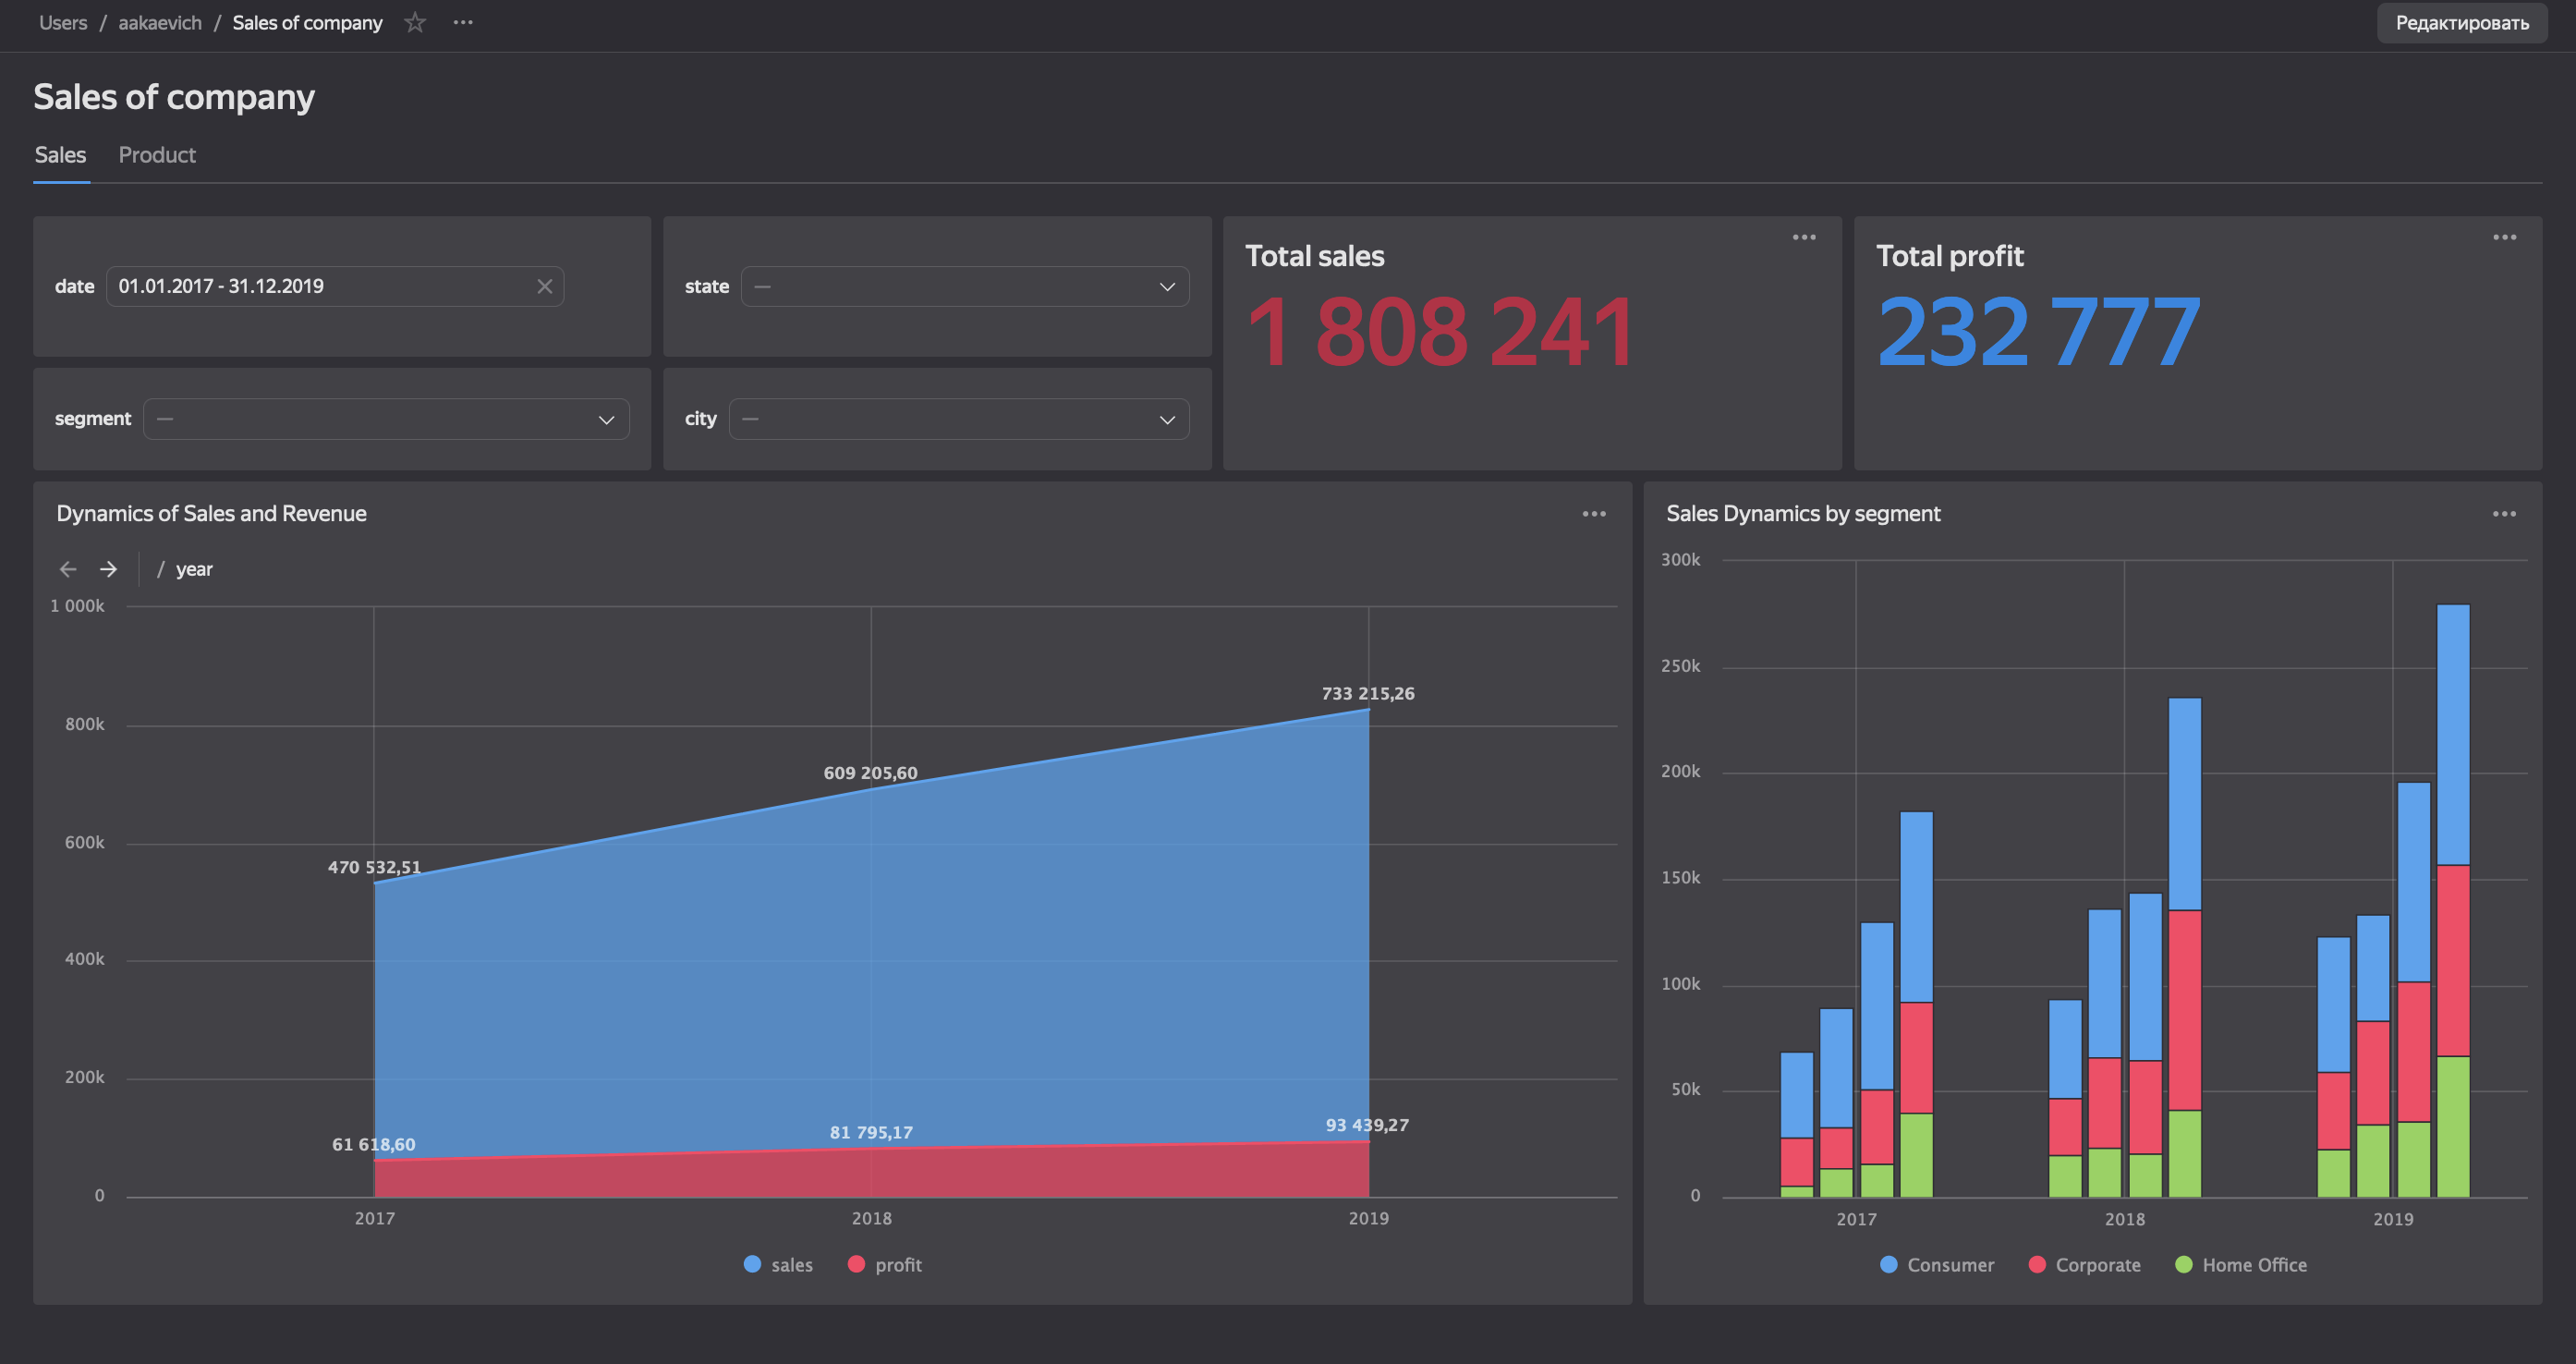 Users / aakaevich / Sales of company
Редактировать
Sales of company
Sales Product
date 01.01.2017 - 31.12.2019
state —
segment —
city —
Total sales
1 808 241
Total profit
232 777
Dynamics of Sales and Revenue
/ year
1 000k
800k
600k
400k
200k
0
470 532,51
609 205,60
733 215,26
61 618,60
81 795,17
93 439,27
2017 2018 2019
sales profit
Sales Dynamics by segment
300k
250k
200k
150k
100k
50k
0
2017 2018 2019
Consumer Corporate Home Office